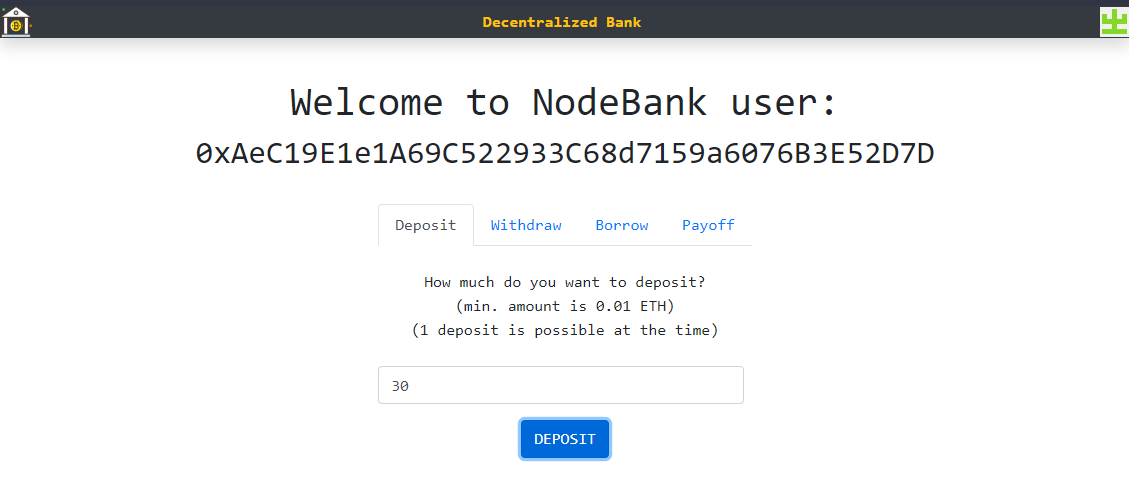 Decentralized Bank
Welcome to NodeBank user:
0xAeC19E1e1A69C522933C68d7159a6076B3E52D7D
Deposit Withdraw Borrow Payoff
How much do you want to deposit?
(min. amount is 0.01 ETH)
(1 deposit is possible at the time)
30
DEPOSIT